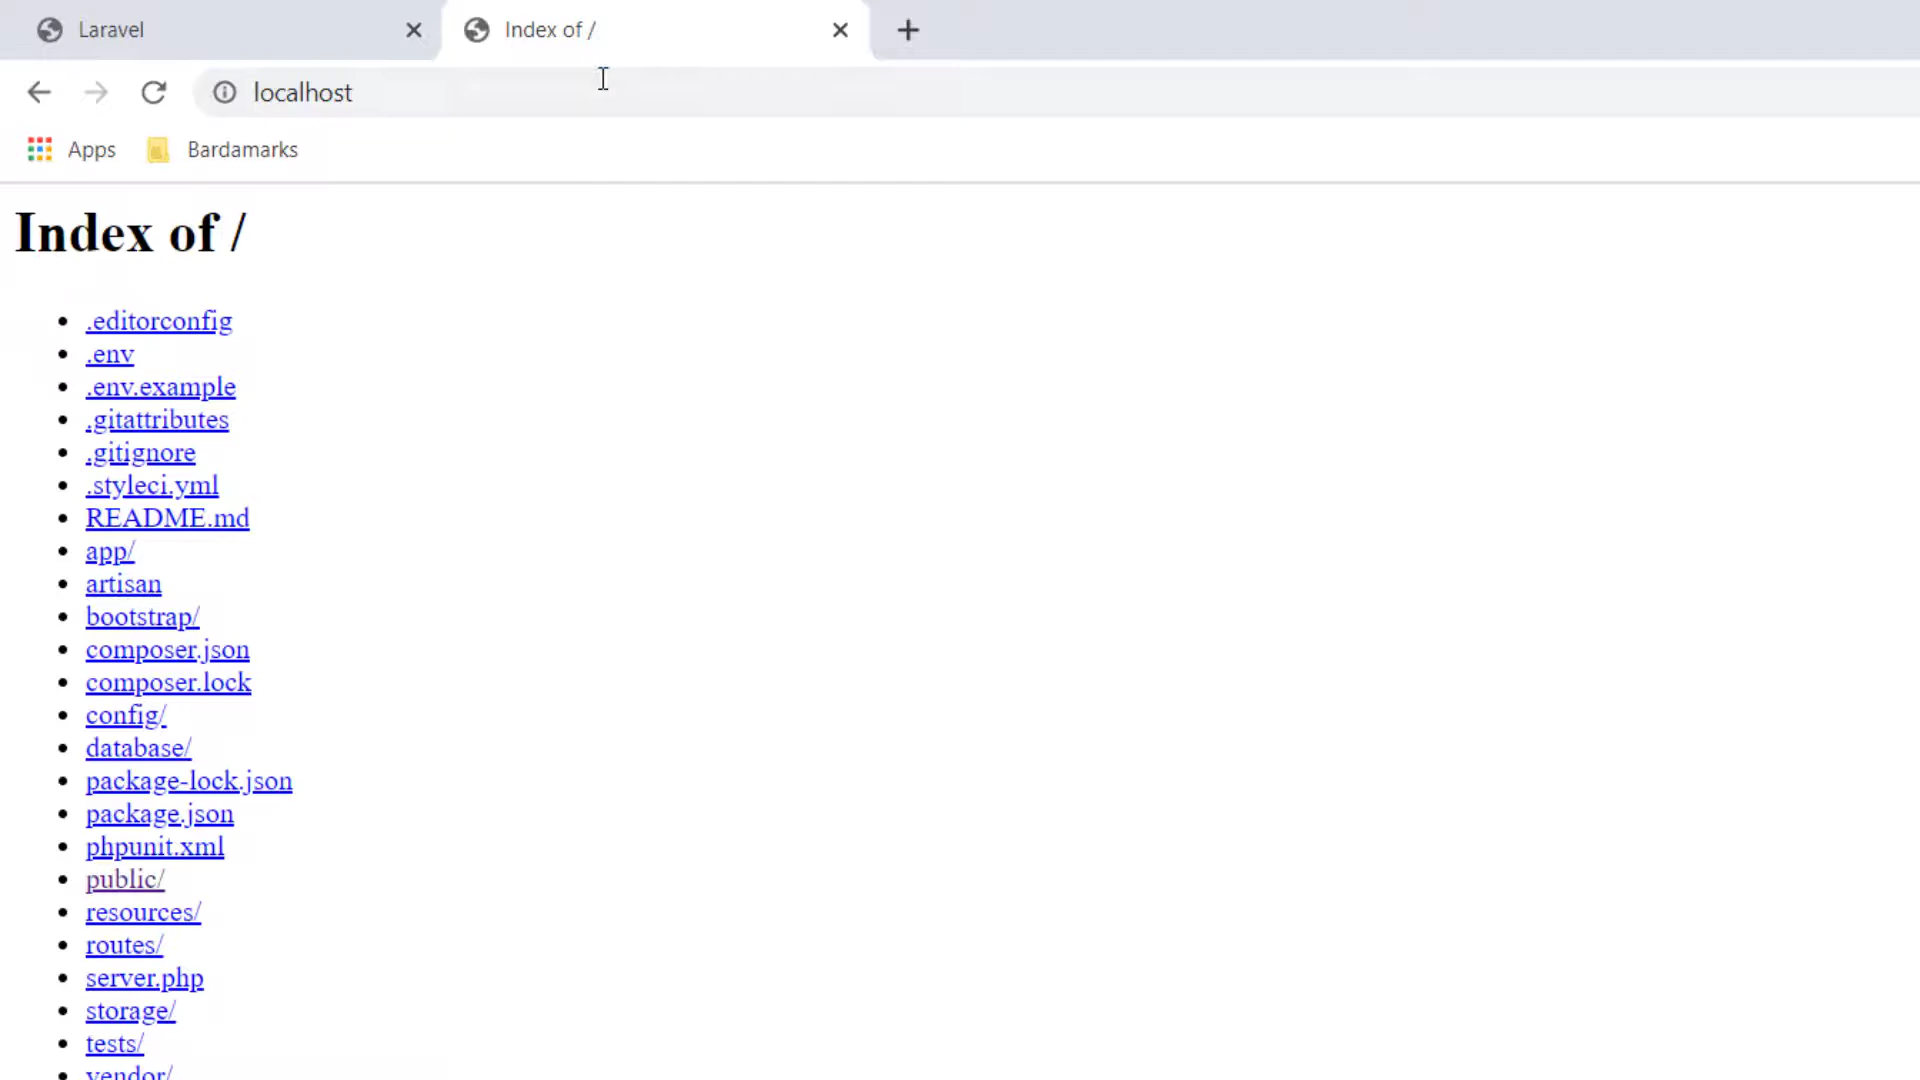 Laravel
Index of /
localhost
Apps
Bardamarks
Index of /
.editorconfig
.env
.env.example
.gitattributes
.gitignore
.styleci.yml
README.md
app/
artisan
bootstrap/
composer.json
composer.lock
config/
database/
package-lock.json
package.json
phpunit.xml
public/
resources/
routes/
server.php
storage/
tests/
vendor/